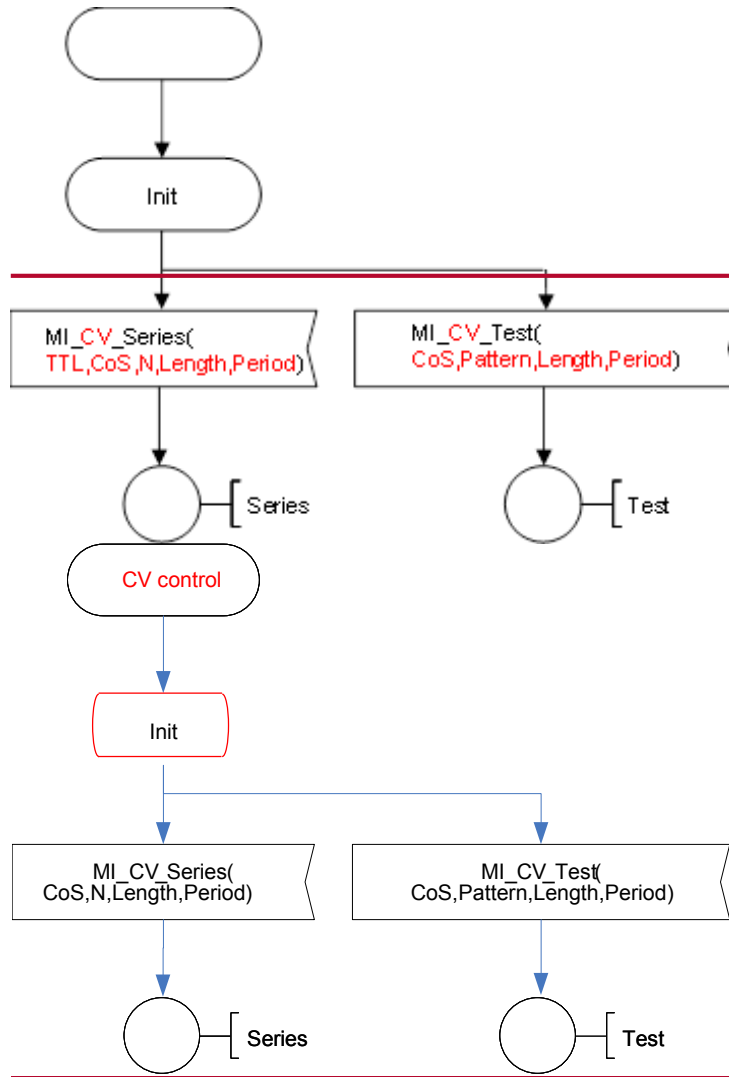 Init
MI_CV_Series(
TTL,CoS,N,Length,Period)
MI_CV_Test(
CoS,Pattern,Length,Period)
Series
Test
CV control
Init
MI_CV_Series(
CoS,N,Length,Period)
MI_CV_Test(
CoS,Pattern,Length,Period)
Series
Test